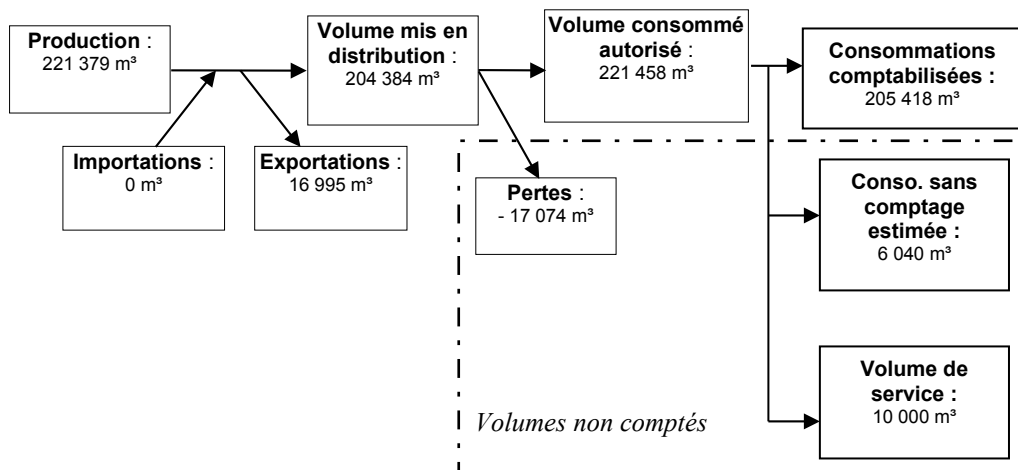 Production :
221 379 m³
Volume mis en
distribution :
204 384 m³
Volume consommé
autorisé :
221 458 m³
Consommations
comptabilisées :
205 418 m³
Importations :
0 m³
Exportations :
16 995 m³
Pertes :
- 17 074 m³
Conso. sans
comptage
estimée :
6 040 m³
Volume de
service :
10 000 m³
Volumes non comptés